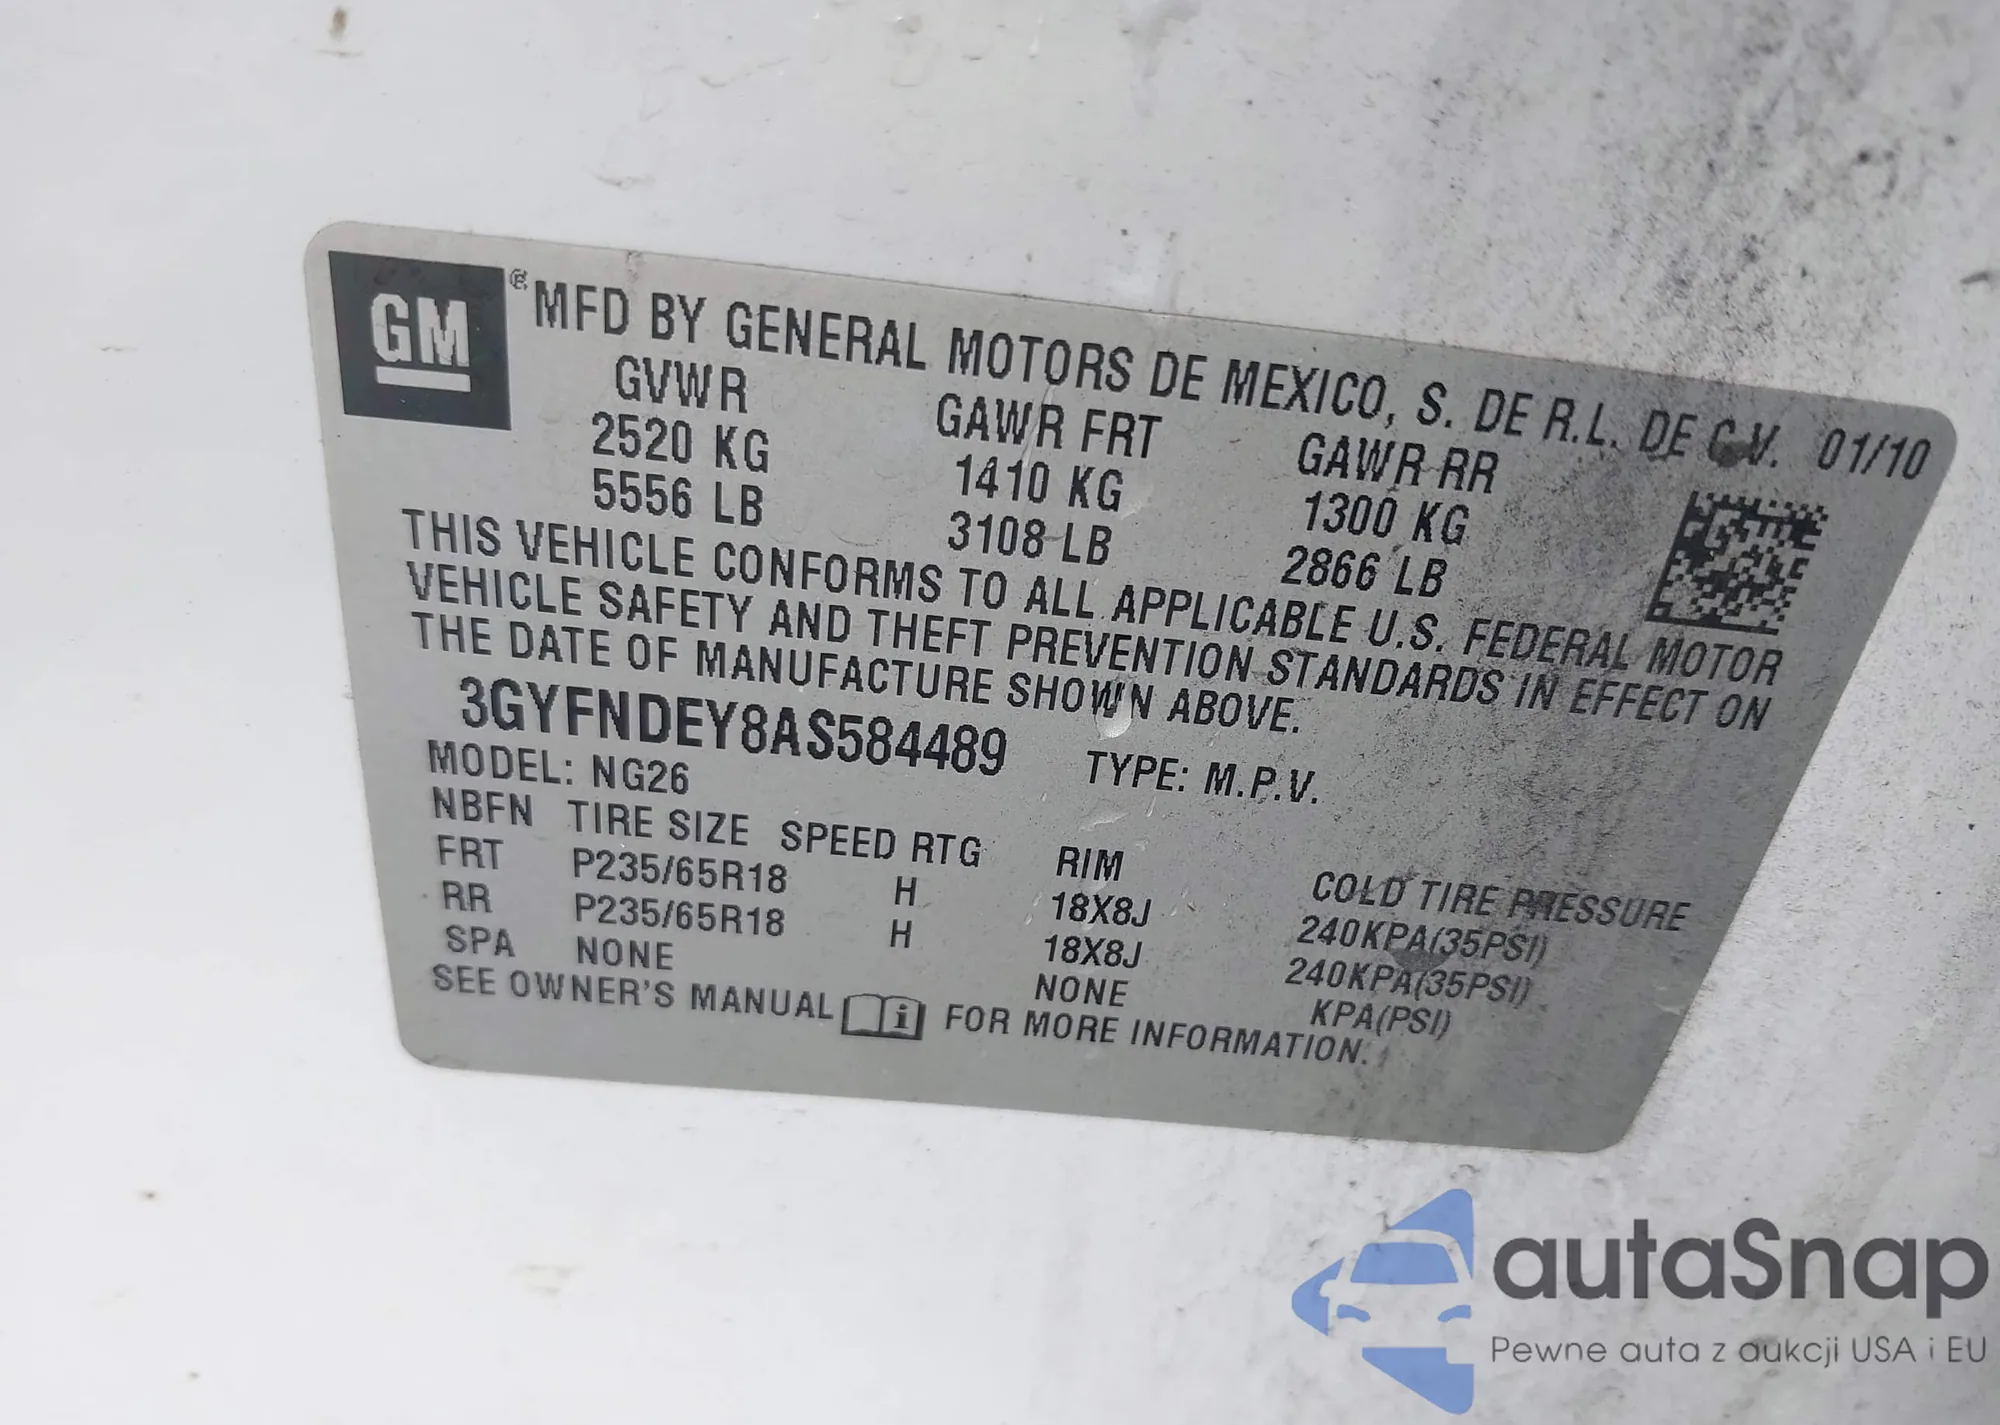 GM ® MFD BY GENERAL MOTORS DE MEXICO, S. DE R.L. DE C.V. 01/10
GVWR GAWR FRT GAWR RR
2520 KG 1410 KG 1300 KG
5556 LB 3108 LB 2866 LB
THIS VEHICLE CONFORMS TO ALL APPLICABLE U.S. FEDERAL MOTOR
VEHICLE SAFETY AND THEFT PREVENTION STANDARDS IN EFFECT ON
THE DATE OF MANUFACTURE SHOWN ABOVE.
3GYFNDEY8AS584489 TYPE: M.P.V.
MODEL: NG26
NBFN TIRE SIZE SPEED RTG RIM COLD TIRE PRESSURE
FRT P235/65R18 H 18X8J 240KPA(35PSI)
RR P235/65R18 H 18X8J 240KPA(35PSI)
SPA NONE NONE KPA(PSI)
SEE OWNER'S MANUAL i FOR MORE INFORMATION.
autaSnap
Pewne auta z aukcji USA i EU